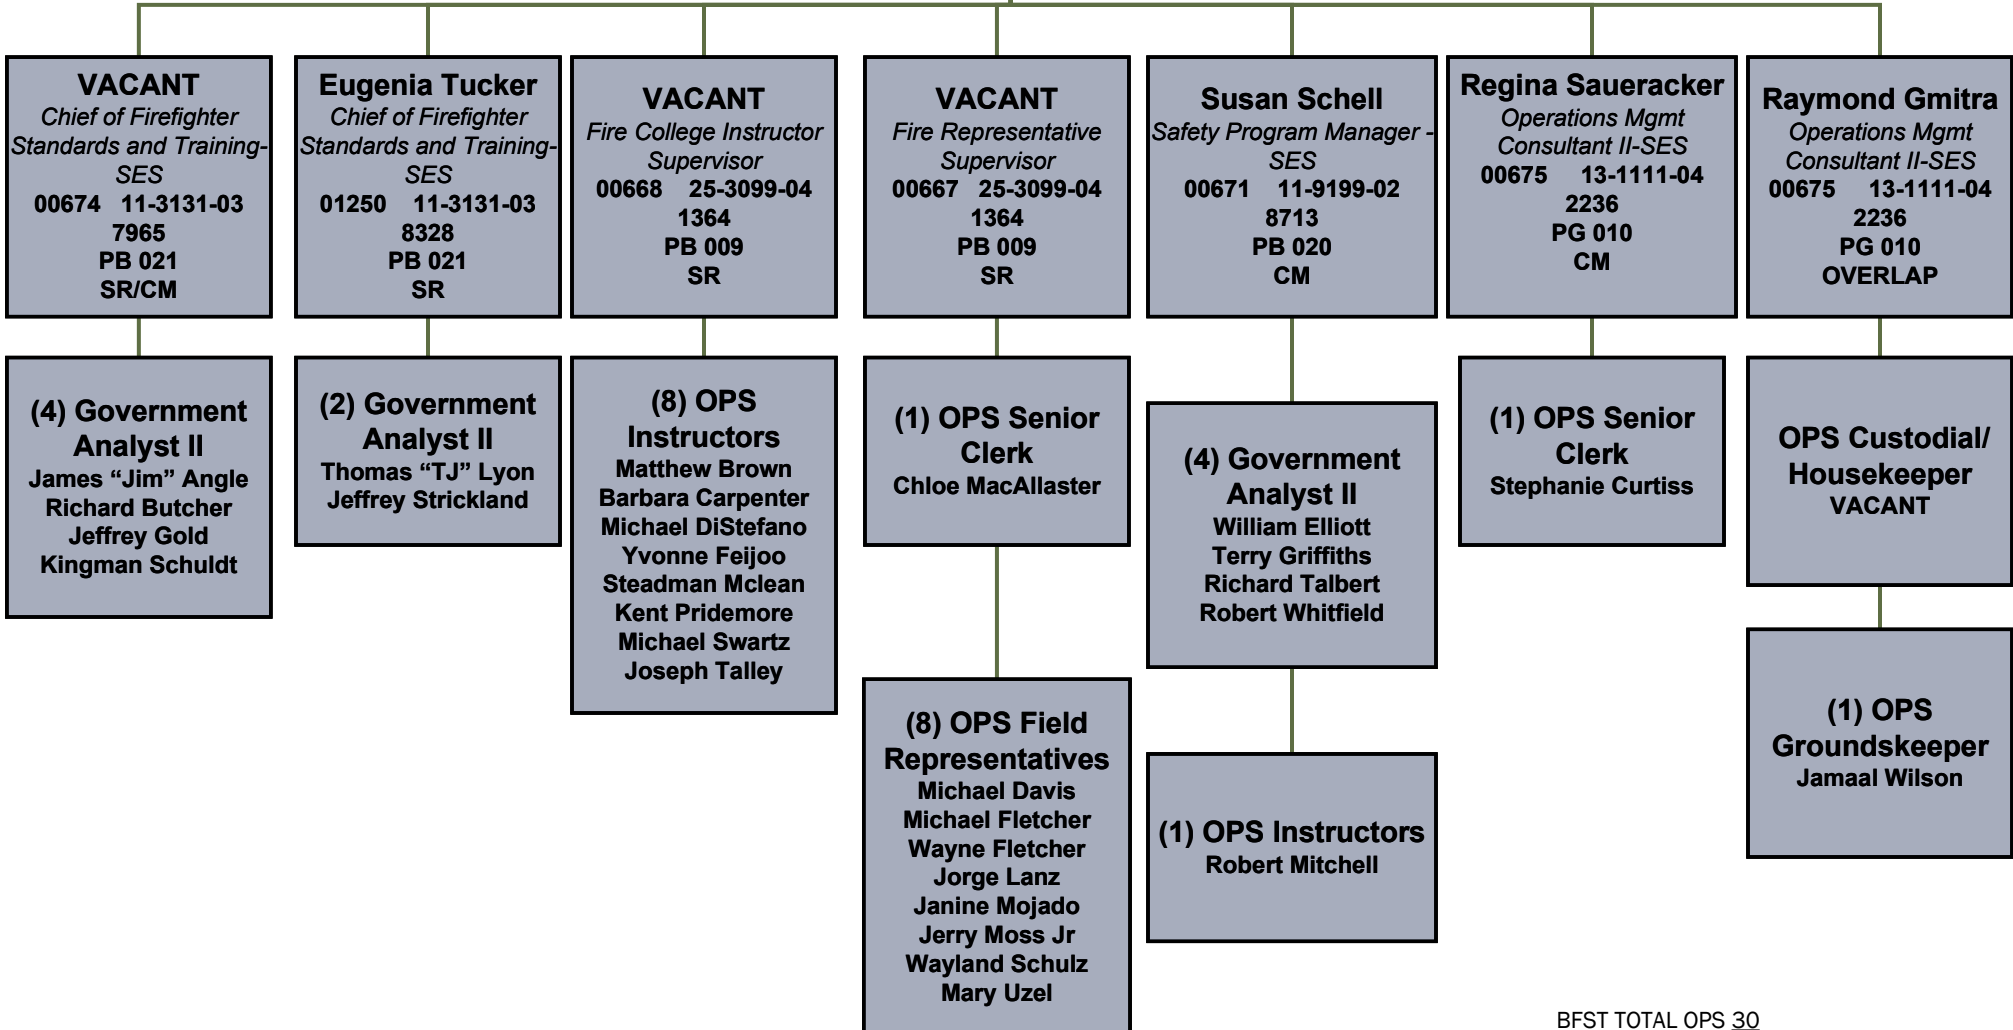 VACANT
Chief of Firefighter
Standards and Training-
SES
00674 11-3131-03
7965
PB 021
SR/CM
Eugenia Tucker
Chief of Firefighter
Standards and Training-
SES
01250 11-3131-03
8328
PB 021
SR
VACANT
Fire College Instructor
Supervisor
00668 25-3099-04
1364
PB 009
SR
VACANT
Fire Representative
Supervisor
00667 25-3099-04
1364
PB 009
SR
Susan Schell
Safety Program Manager -
SES
00671 11-9199-02
8713
PB 020
CM
Regina Saueracker
Operations Mgmt
Consultant II-SES
00675 13-1111-04
2236
PG 010
CM
Raymond Gmitra
Operations Mgmt
Consultant II-SES
00675 13-1111-04
2236
PG 010
OVERLAP
(4) Government
Analyst II
James “Jim” Angle
Richard Butcher
Jeffrey Gold
Kingman Schuldt
(2) Government
Analyst II
Thomas “TJ” Lyon
Jeffrey Strickland
(8) OPS
Instructors
Matthew Brown
Barbara Carpenter
Michael DiStefano
Yvonne Feijoo
Steadman Mclean
Kent Pridemore
Michael Swartz
Joseph Talley
(1) OPS Senior
Clerk
Chloe MacAllaster
(4) Government
Analyst II
William Elliott
Terry Griffiths
Richard Talbert
Robert Whitfield
(1) OPS Senior
Clerk
Stephanie Curtiss
OPS Custodial/
Housekeeper
VACANT
(8) OPS Field
Representatives
Michael Davis
Michael Fletcher
Wayne Fletcher
Jorge Lanz
Janine Mojado
Jerry Moss Jr
Wayland Schulz
Mary Uzel
(1) OPS Instructors
Robert Mitchell
(1) OPS
Groundskeeper
Jamaal Wilson
BFST TOTAL OPS 30